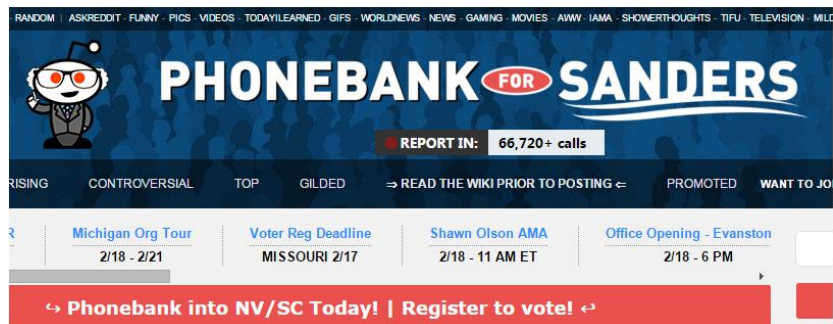 RANDOM | ASKREDDIT - FUNNY - PICS - VIDEOS - TODAYILEARNED - GIFS - WORLDNEWS - NEWS - GAMING - MOVIES - AWW - IAMA - SHOWERTHOUGHTS - TIFU - TELEVISION -
PHONEBANK FOR SANDERS
REPORT IN: 66,720+ calls
RISING CONTROVERSIAL TOP GILDED ⇒ READ THE WIKI PRIOR TO POSTING ⇐ PROMOTED WANT TO
Michigan Org Tour Voter Reg Deadline Shawn Olson AMA Office Opening - Evanston
2/18 - 2/21 MISSOURI 2/17 2/18 - 11 AM ET 2/18 - 6 PM
↪ Phonebank into NV/SC Today! | Register to vote! ↩